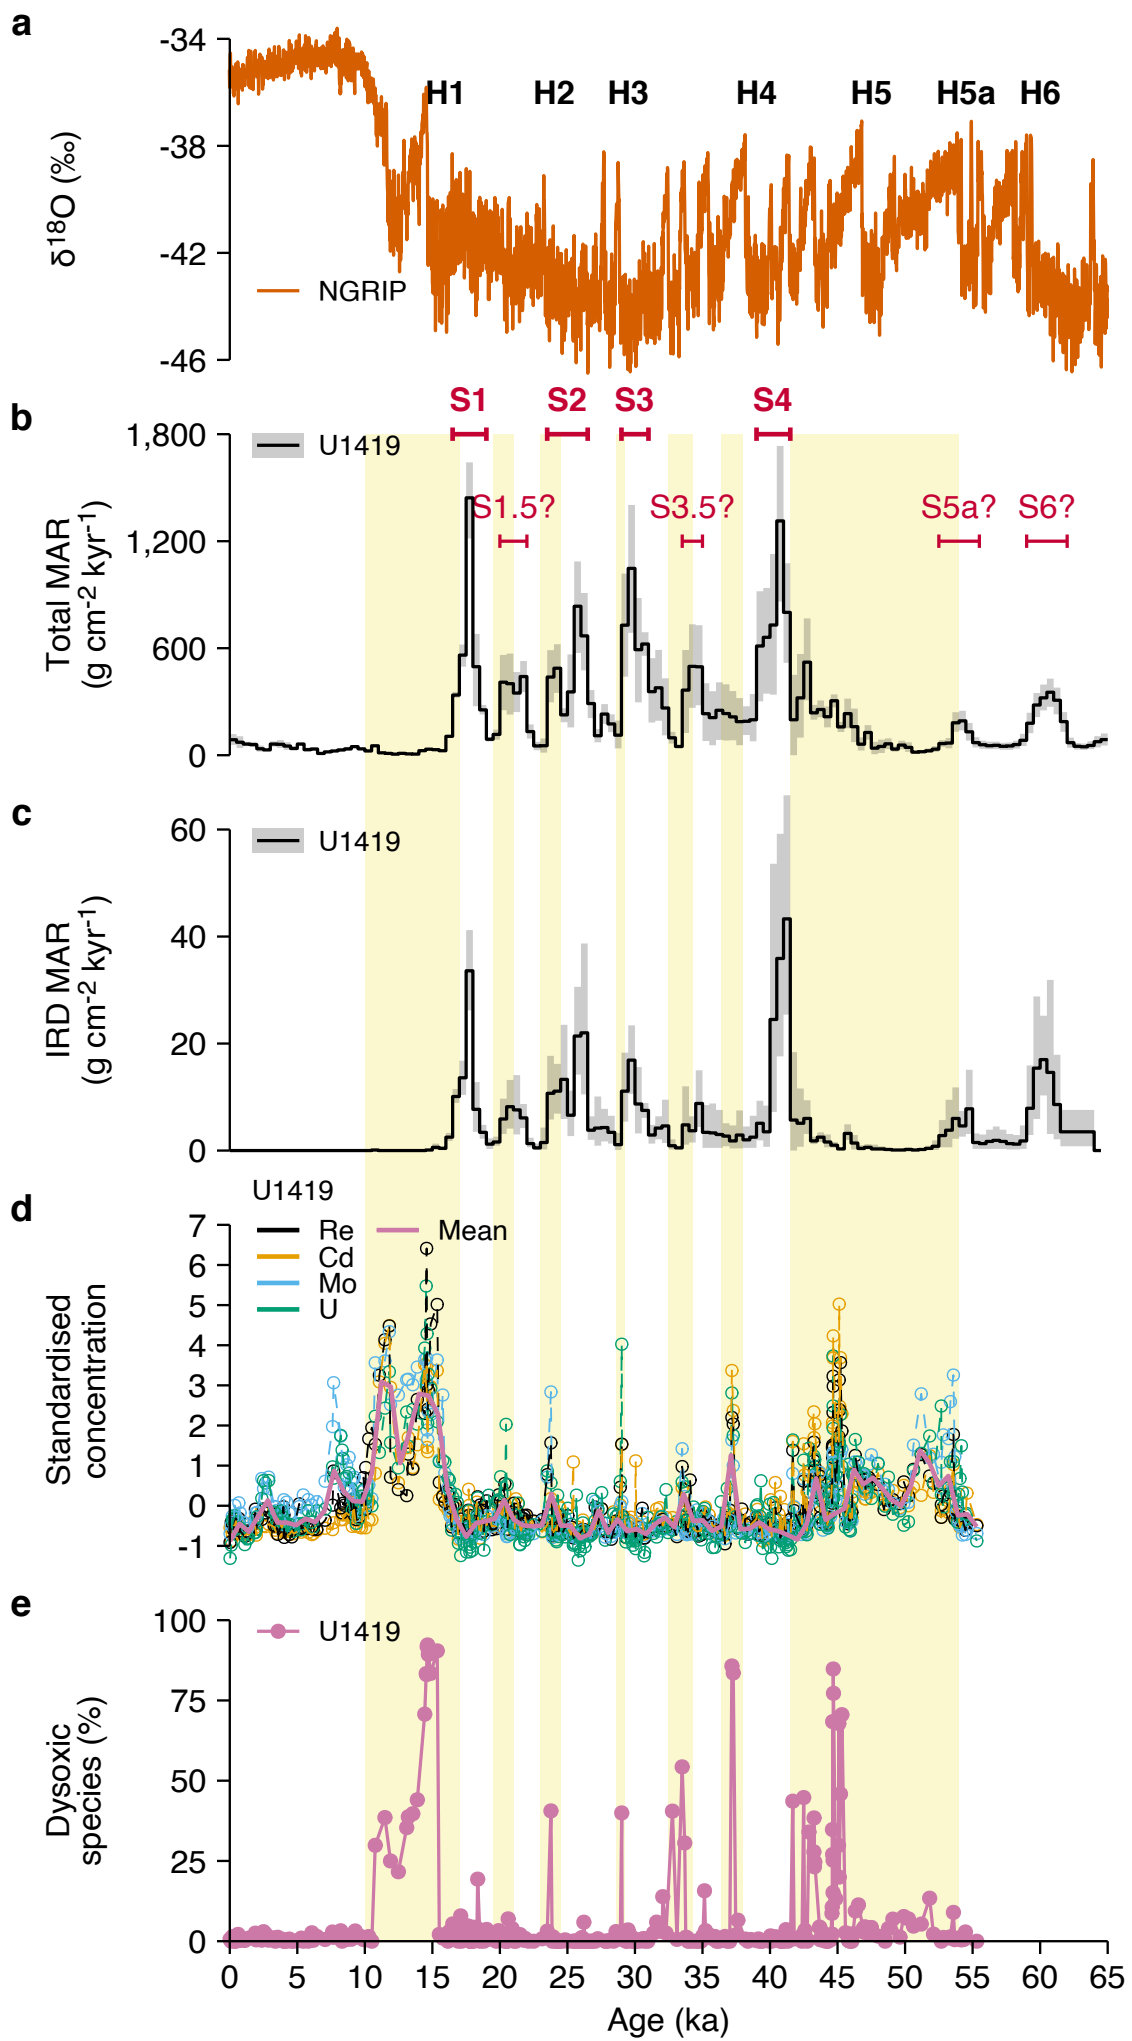 a
-34
-38
-42
-46
δ18O (‰)
H1 H2 H3 H4 H5 H5a H6
NGRIP
b
S1 S2 S3 S4
1,800
1,200
600
0
Total MAR
(g cm-2 kyr-1)
U1419
S1.5? S3.5? S5a? S6?
c
60
40
20
0
IRD MAR
(g cm-2 kyr-1)
U1419
d
U1419
Re Mean
Cd
Mo
U
7
6
5
4
3
2
1
0
-1
Standardised
concentration
e
100
75
50
25
0
Dysoxic
species (%)
U1419
0 5 10 15 20 25 30 35 40 45 50 55 60 65
Age (ka)